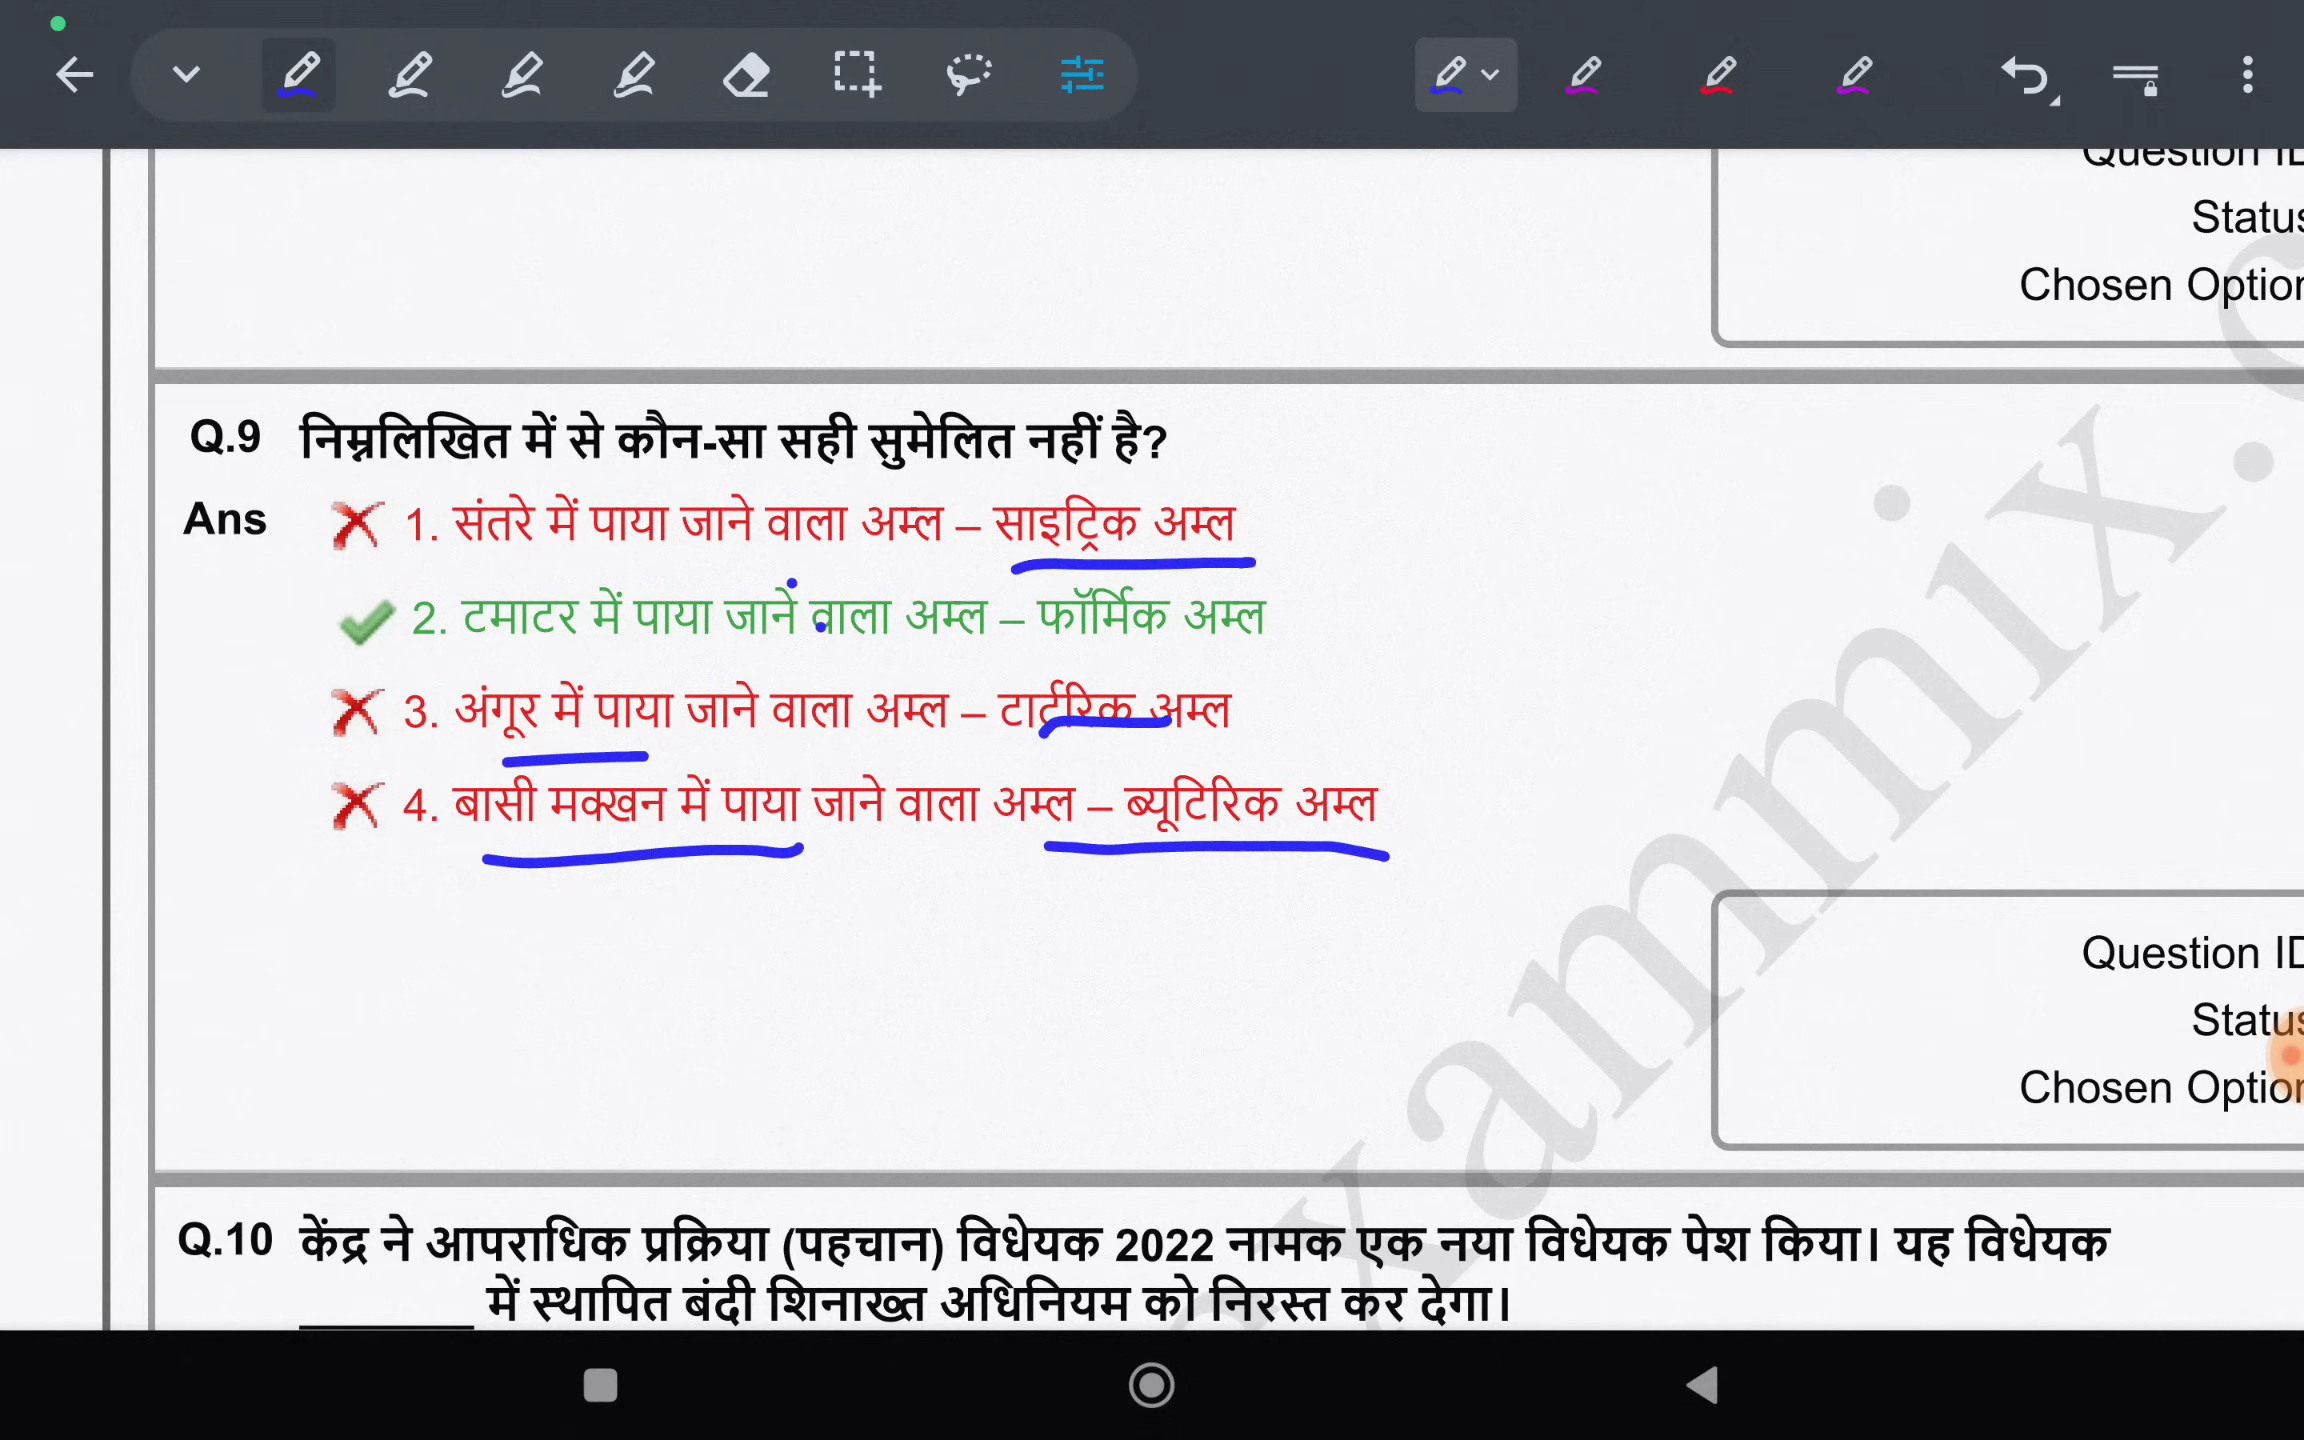 Question ID
Status
Chosen Option
Q.9 निम्नलिखित में से कौन-सा सही सुमेलित नहीं है?
Ans 1. संतरे में पाया जाने वाला अम्ल – साइट्रिक अम्ल
2. टमाटर में पाया जाने वाला अम्ल – फॉर्मिक अम्ल
3. अंगूर में पाया जाने वाला अम्ल – टार्टरिक अम्ल
4. बासी मक्खन में पाया जाने वाला अम्ल – ब्यूटिरिक अम्ल
Question ID
Status
Chosen Option
Q.10 केंद्र ने आपराधिक प्रक्रिया (पहचान) विधेयक 2022 नामक एक नया विधेयक पेश किया। यह विधेयक
_______ में स्थापित बंदी शिनाख्त अधिनियम को निरस्त कर देगा।
xammix.c